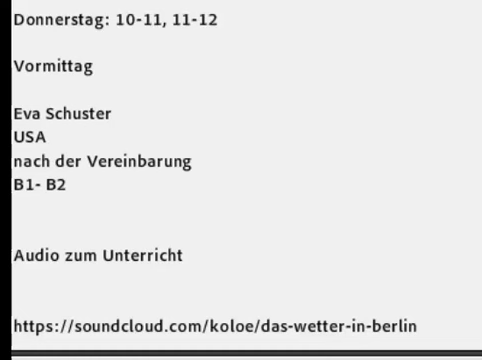 Donnerstag: 10-11, 11-12
Vormittag
Eva Schuster
USA
nach der Vereinbarung
B1- B2
Audio zum Unterricht
https://soundcloud.com/koloe/das-wetter-in-berlin